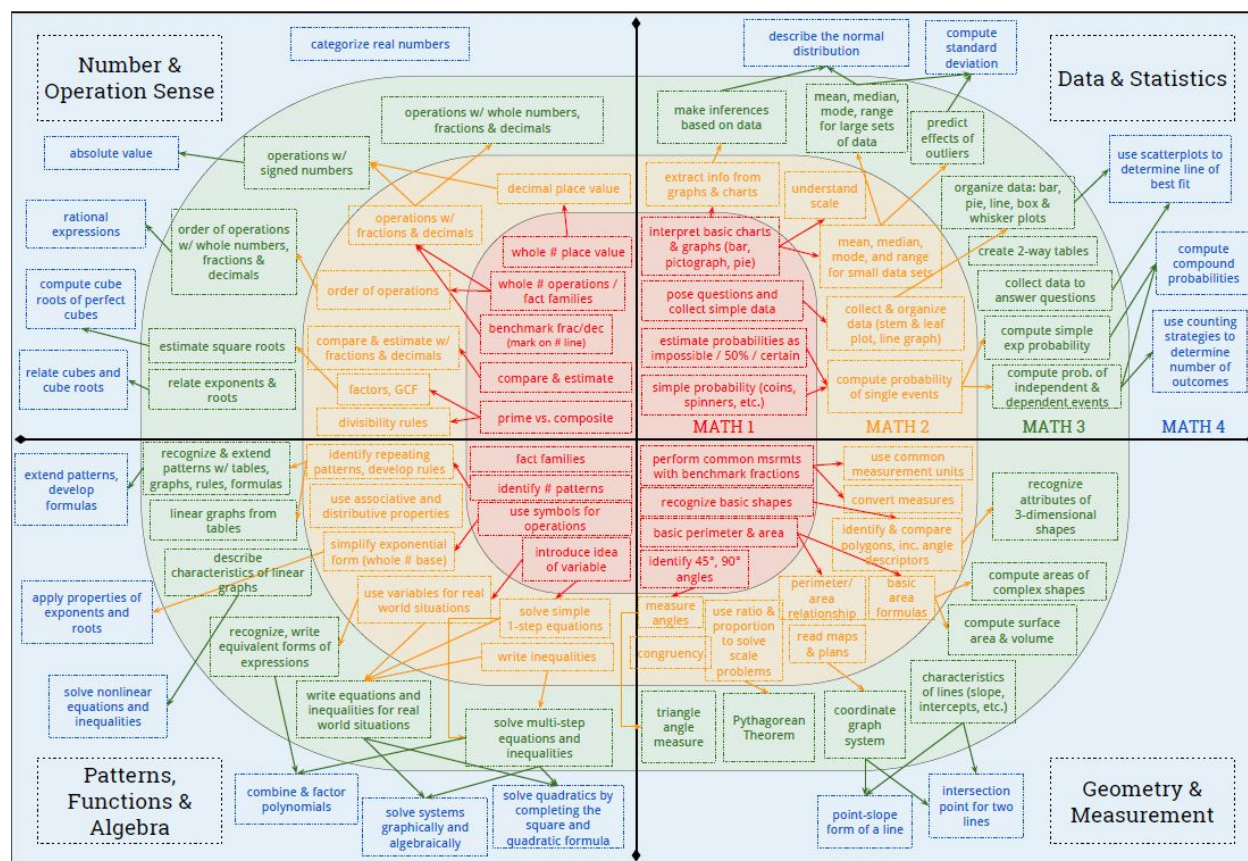 Number &
Operation Sense
categorize real numbers
operations w/ whole numbers,
fractions & decimals
absolute value
operations w/
signed numbers
decimal place value
rational
expressions
order of operations
w/ whole numbers,
fractions &
decimals
operations w/
fractions & decimals
whole # place value
compute cube
roots of perfect
cubes
order of operations
whole # operations /
fact families
benchmark frac/dec
(mark on # line)
estimate square roots
compare & estimate w/
fractions & decimals
compare & estimate
relate cubes and
cube roots
relate exponents &
roots
factors, GCF
prime vs. composite
divisibility rules
Data & Statistics
describe the normal
distribution
compute
standard
deviation
make inferences
based on data
mean, median,
mode, range
for large sets
of data
predict
effects of
outliers
use scatterplots to
determine line of
best fit
extract info from
graphs & charts
understand
scale
organize data: bar,
pie, line, box &
whisker plots
interpret basic charts
& graphs (bar,
pictograph, pie)
mean, median,
mode, and range
for small data sets
create 2-way tables
compute
compound
probabilities
pose questions and
collect simple data
collect & organize
data (stem & leaf
plot, line graph)
collect data to
answer questions
estimate probabilities as
impossible / 50% / certain
compute simple
exp probability
use counting
strategies to
determine
number of
outcomes
simple probability (coins,
spinners, etc.)
compute probability
of single events
compute prob. of
independent &
dependent events
MATH 1
MATH 2
MATH 3
MATH 4
extend patterns,
develop
formulas
recognize & extend
patterns w/ tables,
graphs, rules, formulas
identify repeating
patterns, develop rules
fact families
identify # patterns
linear graphs from
tables
use associative and
distributive properties
use symbols for
operations
describe
characteristics of linear
graphs
simplify exponential
form (whole # base)
introduce idea
of variable
apply properties of
exponents and
roots
use variables for real
world situations
solve simple
1-step equations
recognize, write
equivalent forms of
expressions
write inequalities
solve nonlinear
equations and
inequalities
write equations and
inequalities for real
world situations
solve multi-step
equations and
inequalities
Patterns,
Functions &
Algebra
combine & factor
polynomials
solve systems
graphically and
algebraically
solve quadratics by
completing the
square and
quadratic formula
perform common msrmts
with benchmark fractions
use common
measurement units
recognize
attributes of
3-dimensional
shapes
recognize basic shapes
convert measures
basic perimeter & area
identify & compare
polygons, inc. angle
descriptors
identify 45°, 90°
angles
measure
angles
use ratio &
proportion
to solve
scale
problems
perimeter/
area
relationship
basic
area
formulas
compute areas of
complex shapes
compute surface
area & volume
congruency
read maps
& plans
triangle
angle
measure
Pythagorean
Theorem
coordinate
graph
system
characteristics
of lines (slope,
intercepts, etc.)
point-slope
form of a line
intersection
point for two
lines
Geometry &
Measurement